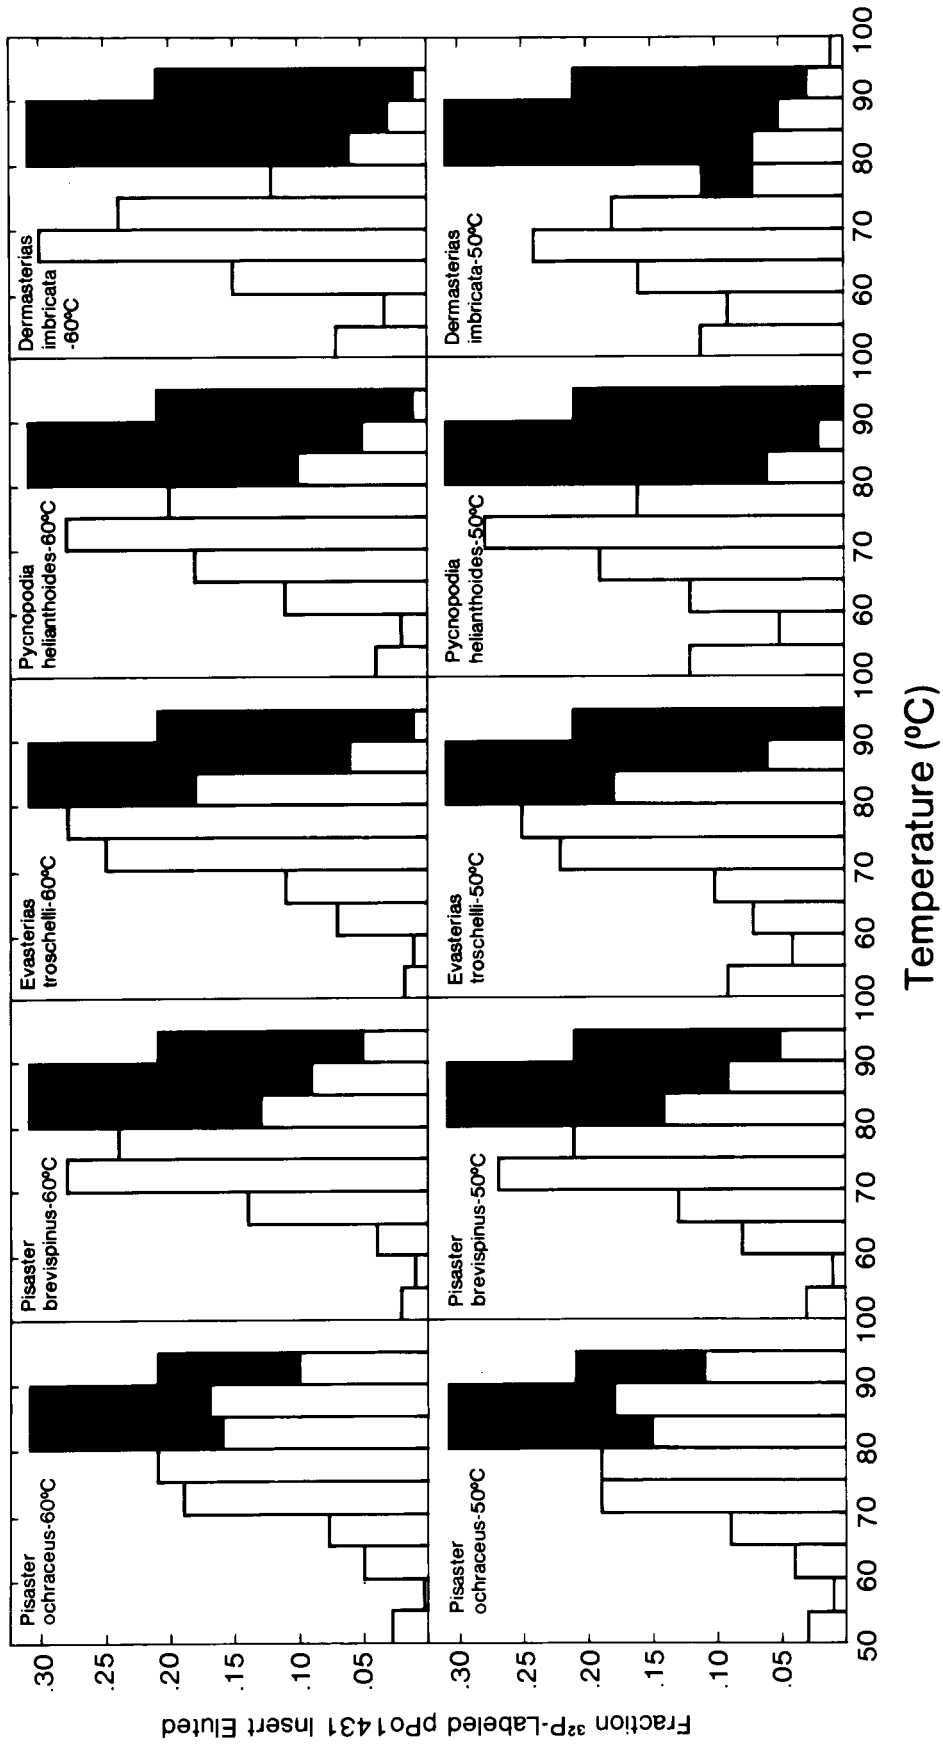 Fraction ³²P-Labeled pPo1431 Insert Eluted
.30
.20
.15
.10
.05
Pisaster
ochraceus-60ºC
Pisaster
brevispinus-60ºC
Evasterias
troschelli-60ºC
Pycnopodia
helianthoides-60ºC
Dermasterias
imbricata
-60ºC
.30
.20
.15
.10
.05
Pisaster
ochraceus-50ºC
Pisaster
brevispinus-50ºC
Evasterias
troschelli-50ºC
Pycnopodia
helianthoides-50ºC
Dermasterias
imbricata-50ºC
50 60 70 80 90 100 60 70 80 90 100 60 70 80 90 100 60 70 80 90 100 60 70 80 90 100
Temperature (ºC)